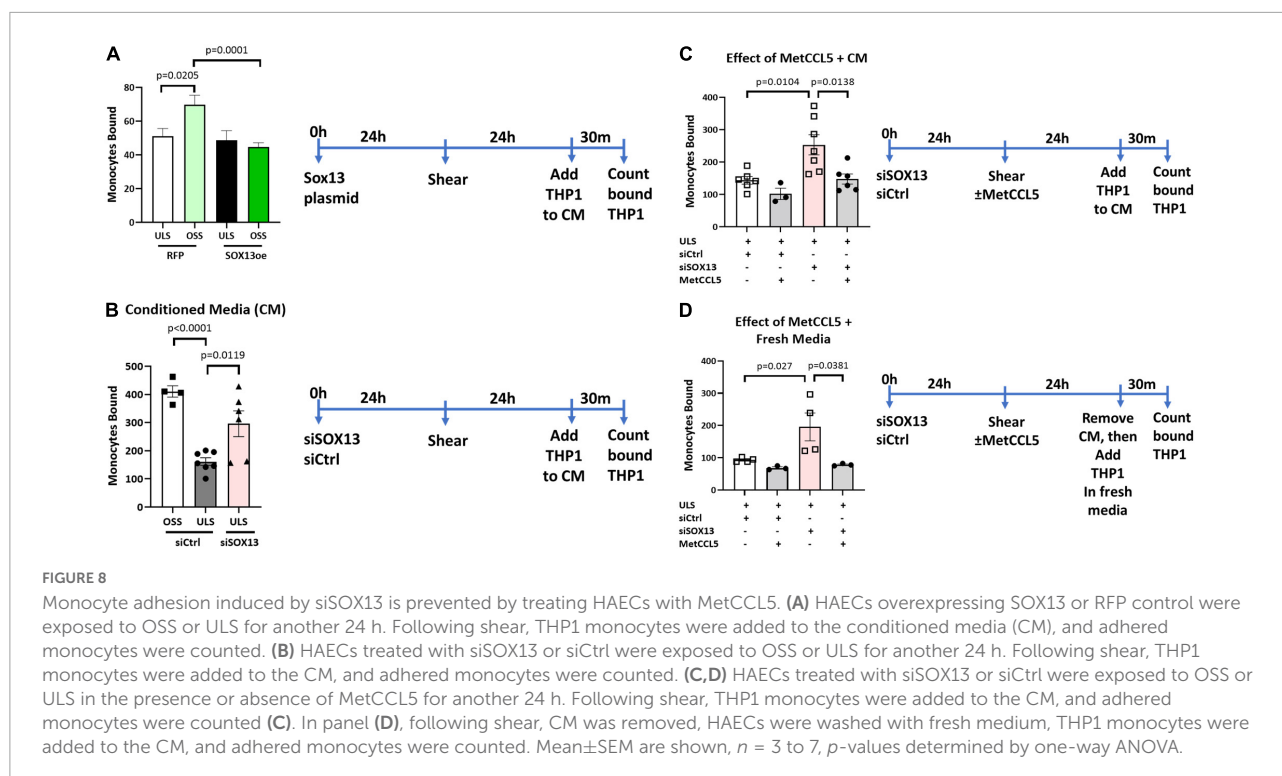 A
p=0.0001
p=0.0205
Monocytes Bound
80
60
40
20
0
ULS OSS ULS OSS
RFP SOX13oe
0h 24h 24h 30m
Sox13 plasmid
Shear
Add THP1 to CM
Count bound THP1
B Conditioned Media (CM)
p<0.0001
p=0.0119
Monocytes Bound
500
400
300
200
100
0
OSS ULS ULS
siCtrl siSOX13
0h 24h 24h 30m
siSOX13 siCtrl
Shear
Add THP1 to CM
Count bound THP1
C Effect of MetCCL5 + CM
p=0.0104 p=0.0138
Monocytes Bound
400
300
200
100
0
ULS + + + +
siCtrl + + - -
siSOX13 - - + +
MetCCL5 - + - +
0h 24h 24h 30m
siSOX13 siCtrl
Shear ±MetCCL5
Add THP1 to CM
Count bound THP1
D Effect of MetCCL5 +
Fresh Media
p=0.027 p=0.0381
Monocytes Bound
400
300
200
100
0
ULS + + + +
siCtrl + + - -
siSOX13 - - + +
MetCCL5 - + - +
0h 24h 24h 30m
siSOX13 siCtrl
Shear ±MetCCL5
Remove CM, then Add THP1 In fresh media
Count bound THP1
FIGURE 8
Monocyte adhesion induced by siSOX13 is prevented by treating HAECs with MetCCL5. (A) HAECs overexpressing SOX13 or RFP control were
exposed to OSS or ULS for another 24 h. Following shear, THP1 monocytes were added to the conditioned media (CM), and adhered
monocytes were counted. (B) HAECs treated with siSOX13 or siCtrl were exposed to OSS or ULS for another 24 h. Following shear, THP1
monocytes were added to the CM, and adhered monocytes were counted. (C,D) HAECs treated with siSOX13 or siCtrl were exposed to OSS or
ULS in the presence or absence of MetCCL5 for another 24 h. Following shear, THP1 monocytes were added to the CM, and adhered
monocytes were counted (C). In panel (D), following shear, CM was removed, HAECs were washed with fresh medium, THP1 monocytes were
added to the CM, and adhered monocytes were counted. Mean±SEM are shown, n = 3 to 7, p-values determined by one-way ANOVA.